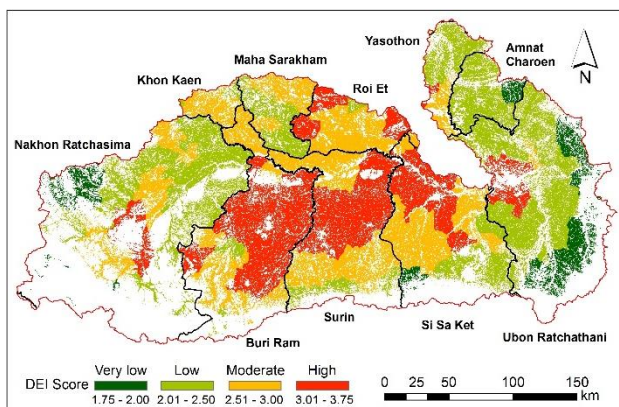 Yasothon
Amnat
Charoen
Maha Sarakham
Khon Kaen
Roi Et
N
Nakhon Ratchasima
Buri Ram
Surin
Si Sa Ket
Ubon Ratchathani
Very low Low Moderate High
DEI Score
1.75 - 2.00 2.01 - 2.50 2.51 - 3.00 3.01 - 3.75
0 50 100 150
km